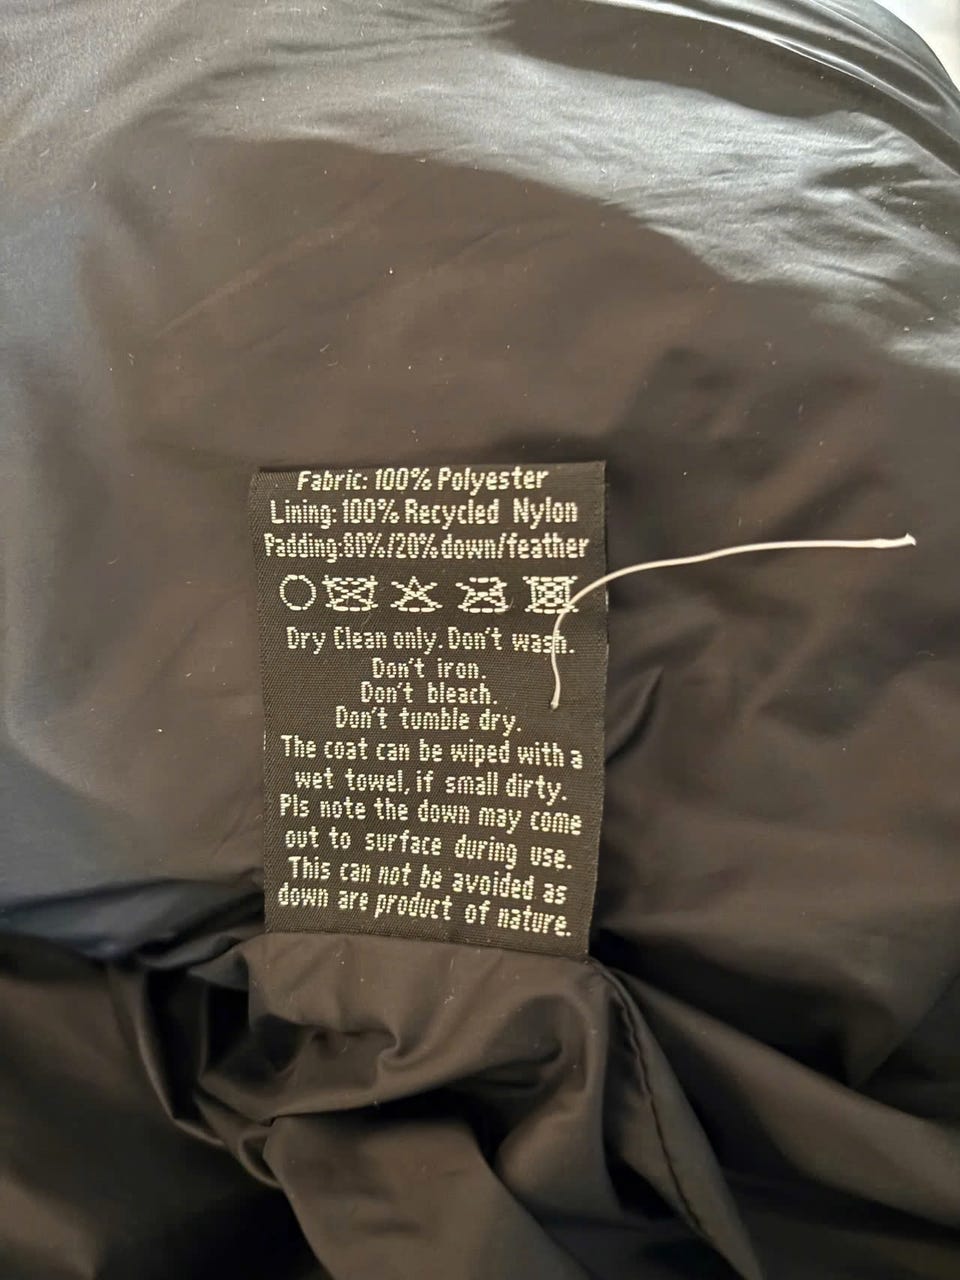 Fabric: 100% Polyester
Lining: 100% Recycled Nylon
Padding:80%/20%down/feather
Dry Clean only. Don't wash.
Don't iron.
Don't bleach.
Don't tumble dry.
The coat can be wiped with a
wet towel, if small dirty.
Pls note the down may come
out to surface during use.
This can not be avoided as
down are product of nature.